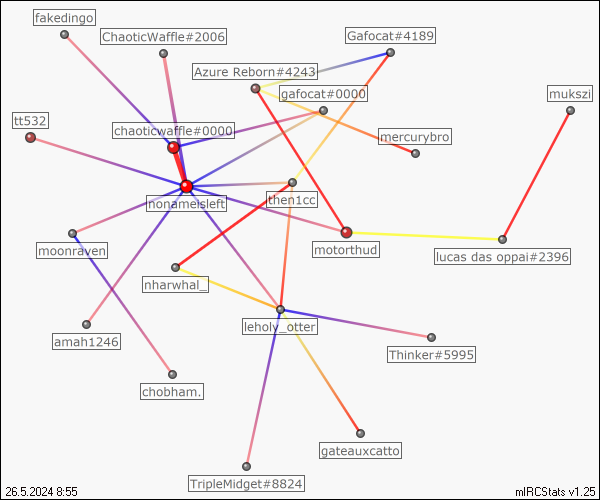 fakedingo
ChaoticWaffle#2006
Gafocat#4189
Azure Reborn#4243
gafocat#0000
mukszi
tt532
chaoticwaffle#0000
mercurybro
nonameisleft
then1cc
moonraven
motorthud
lucas das oppai#2396
nharwhal_
leholy_otter
amah1246
Thinker#5995
chobham.
gateauxcatto
TripleMidget#8824
26.5.2024 8:55
mIRCStats v1.25